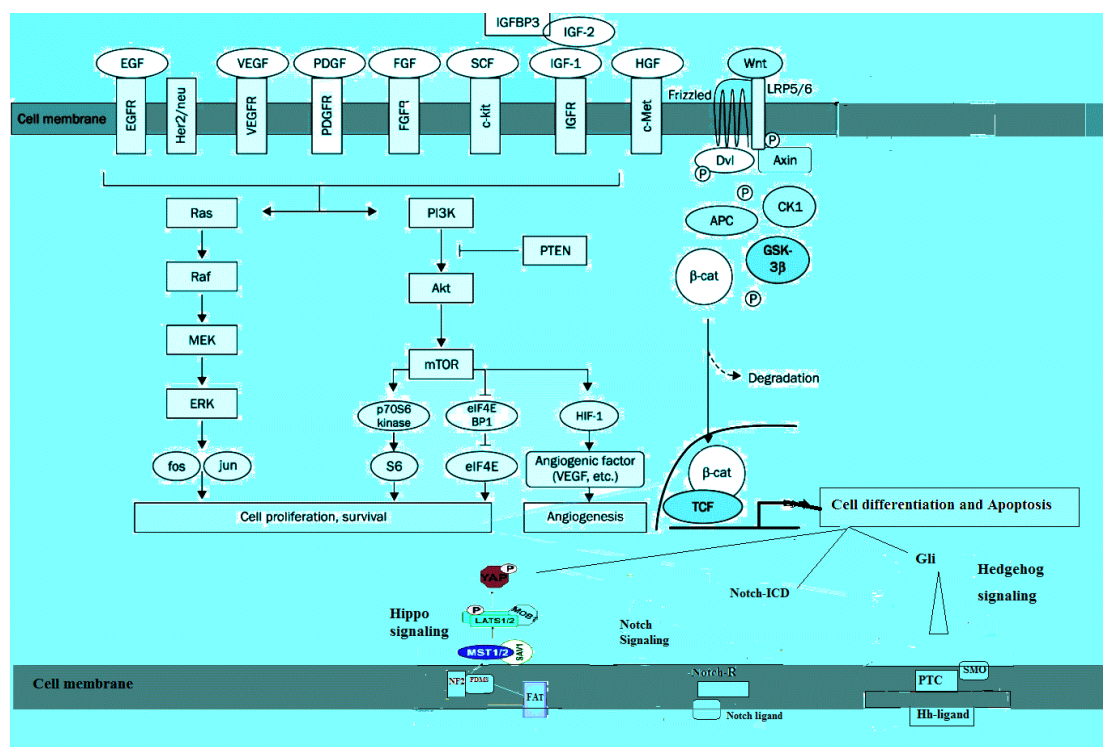 IGFBP3
IGF-2
EGF
VEGF
PDGF
FGF
SCF
IGF-1
HGF
Wnt
Cell membrane
EGFR
Her2/neu
VEGFR
PDGFR
FGFR
c-kit
IGFR
c-Met
Frizzled
LRP5/6
P
Dvl
Axin
P
P
APC
CK1
GSK-
3β
β-cat
P
Ras
PI3K
PTEN
Raf
Akt
MEK
mTOR
Degradation
ERK
p70S6
kinase
eIF4E
BP1
HIF-1
fos
jun
S6
eIF4E
Angiogenic factor
(VEGF, etc.)
β-cat
TCF
Cell proliferation, survival
Angiogenesis
Cell differentiation and Apoptosis
Gli
Hedgehog
signaling
Notch-ICD
YAP
P
Hippo
signaling
P
LATS1/2
MOB1
Notch
Signaling
MST1/2
SAV1
Cell membrane
NF2
FDM6
FAT
Notch-R
Notch ligand
PTC
SMO
Hh-ligand